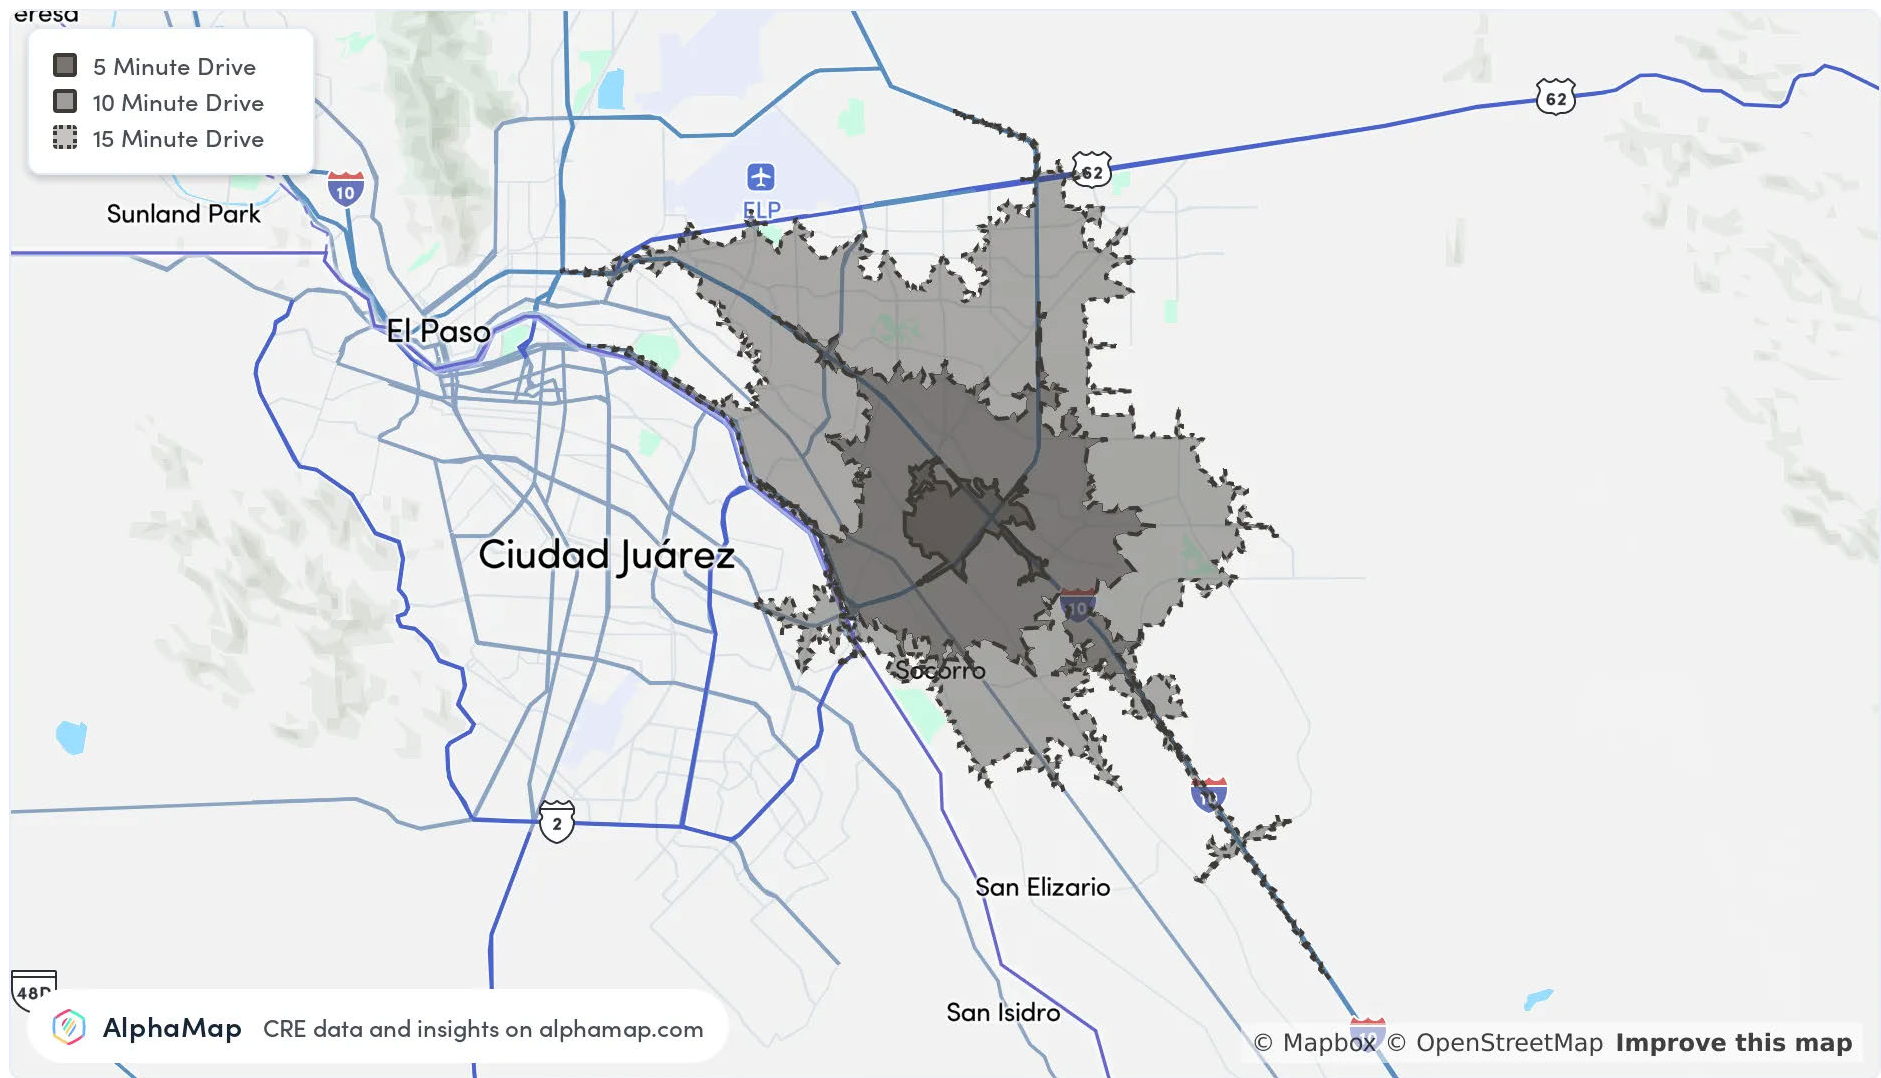 eresa
5 Minute Drive
10 Minute Drive
15 Minute Drive
62
62
10
ELP
Sunland Park
El Paso
Ciudad Juárez
10
Socorro
10
2
San Elizario
48D
San Isidro
10
AlphaMap CRE data and insights on alphamap.com
© Mapbox © OpenStreetMap Improve this map